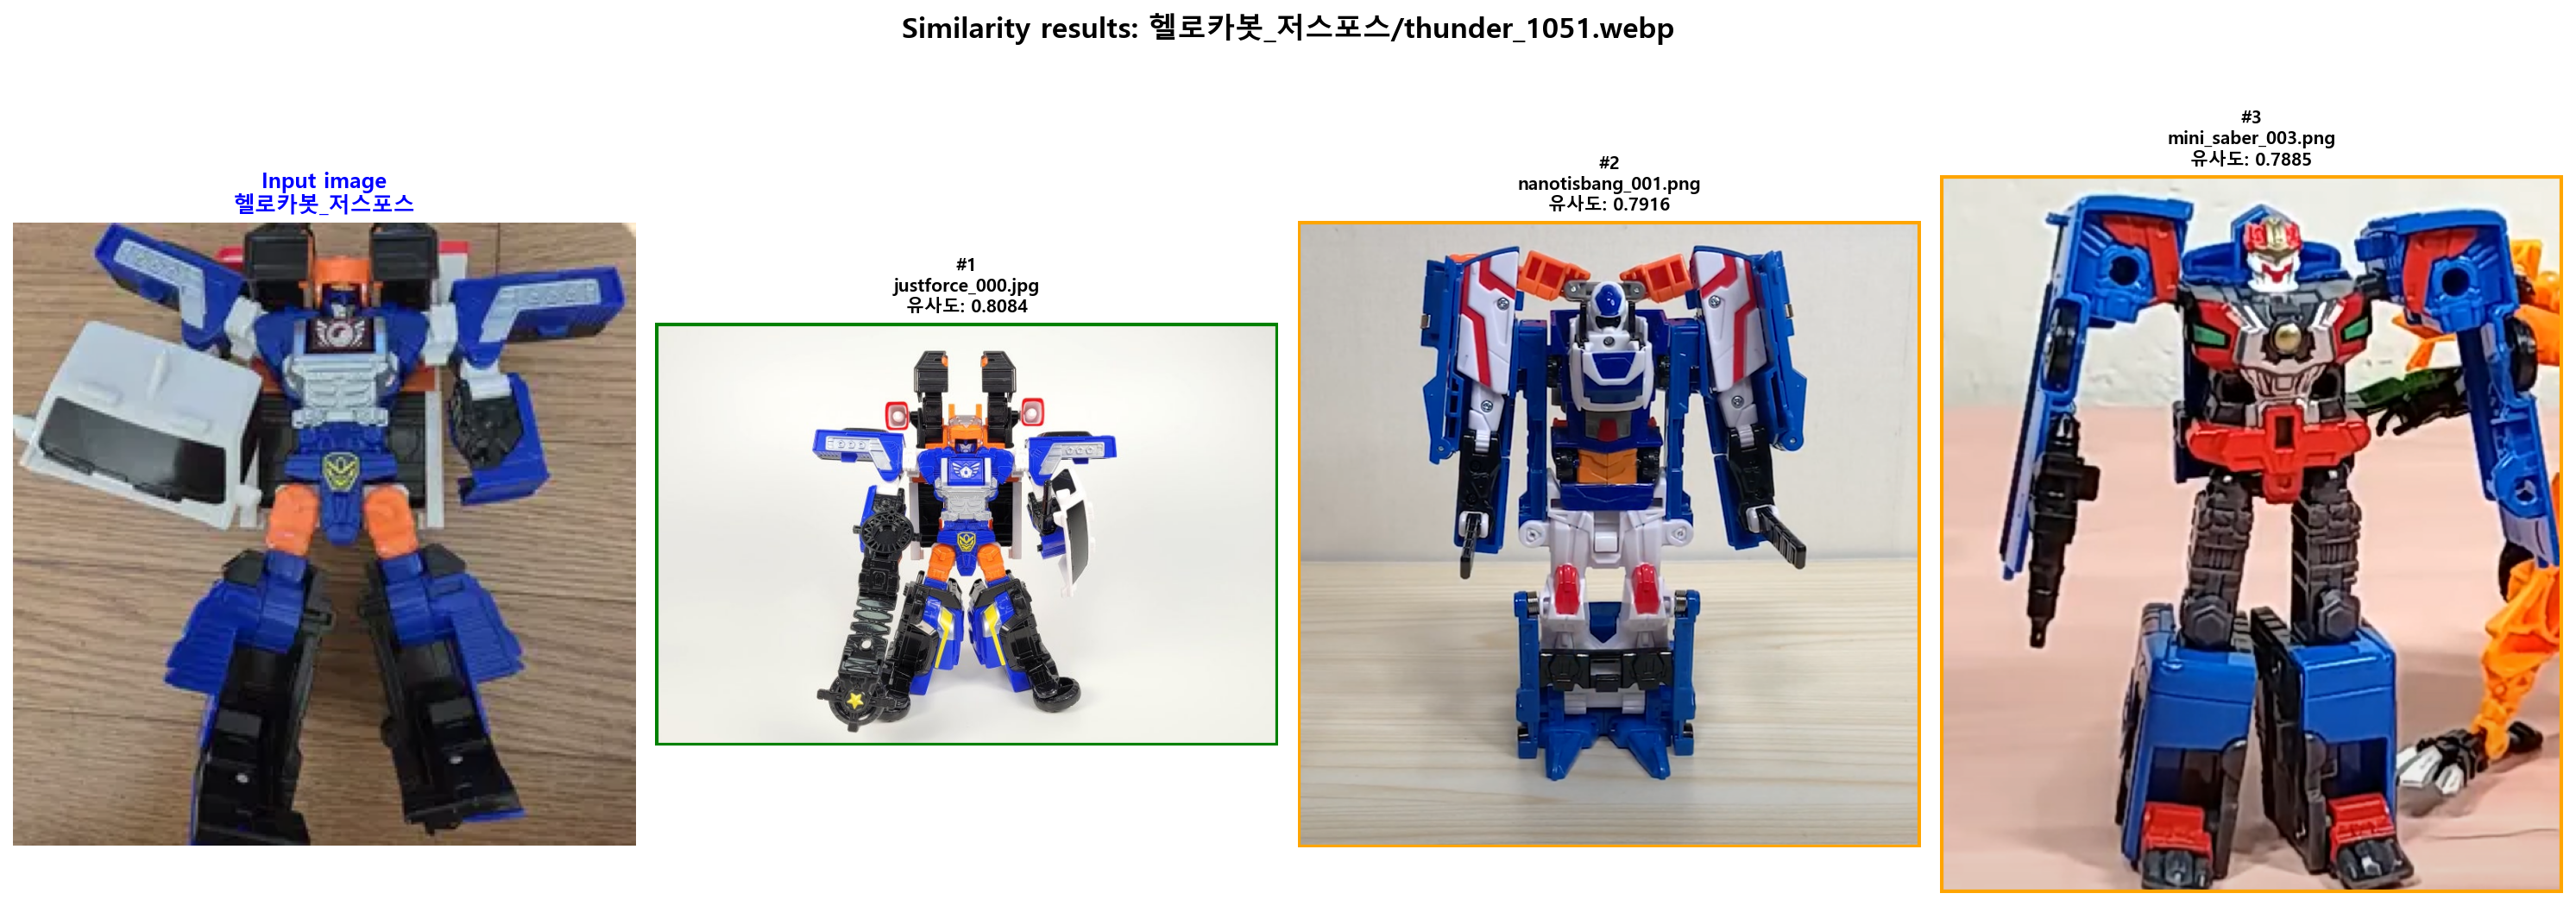 Similarity results: 헬로카봇_저스포스/thunder_1051.webp
Input image
헬로카봇_저스포스
#1
justforce_000.jpg
유사도: 0.8084
#2
nanotisbang_001.png
유사도: 0.7916
#3
mini_saber_003.png
유사도: 0.7885